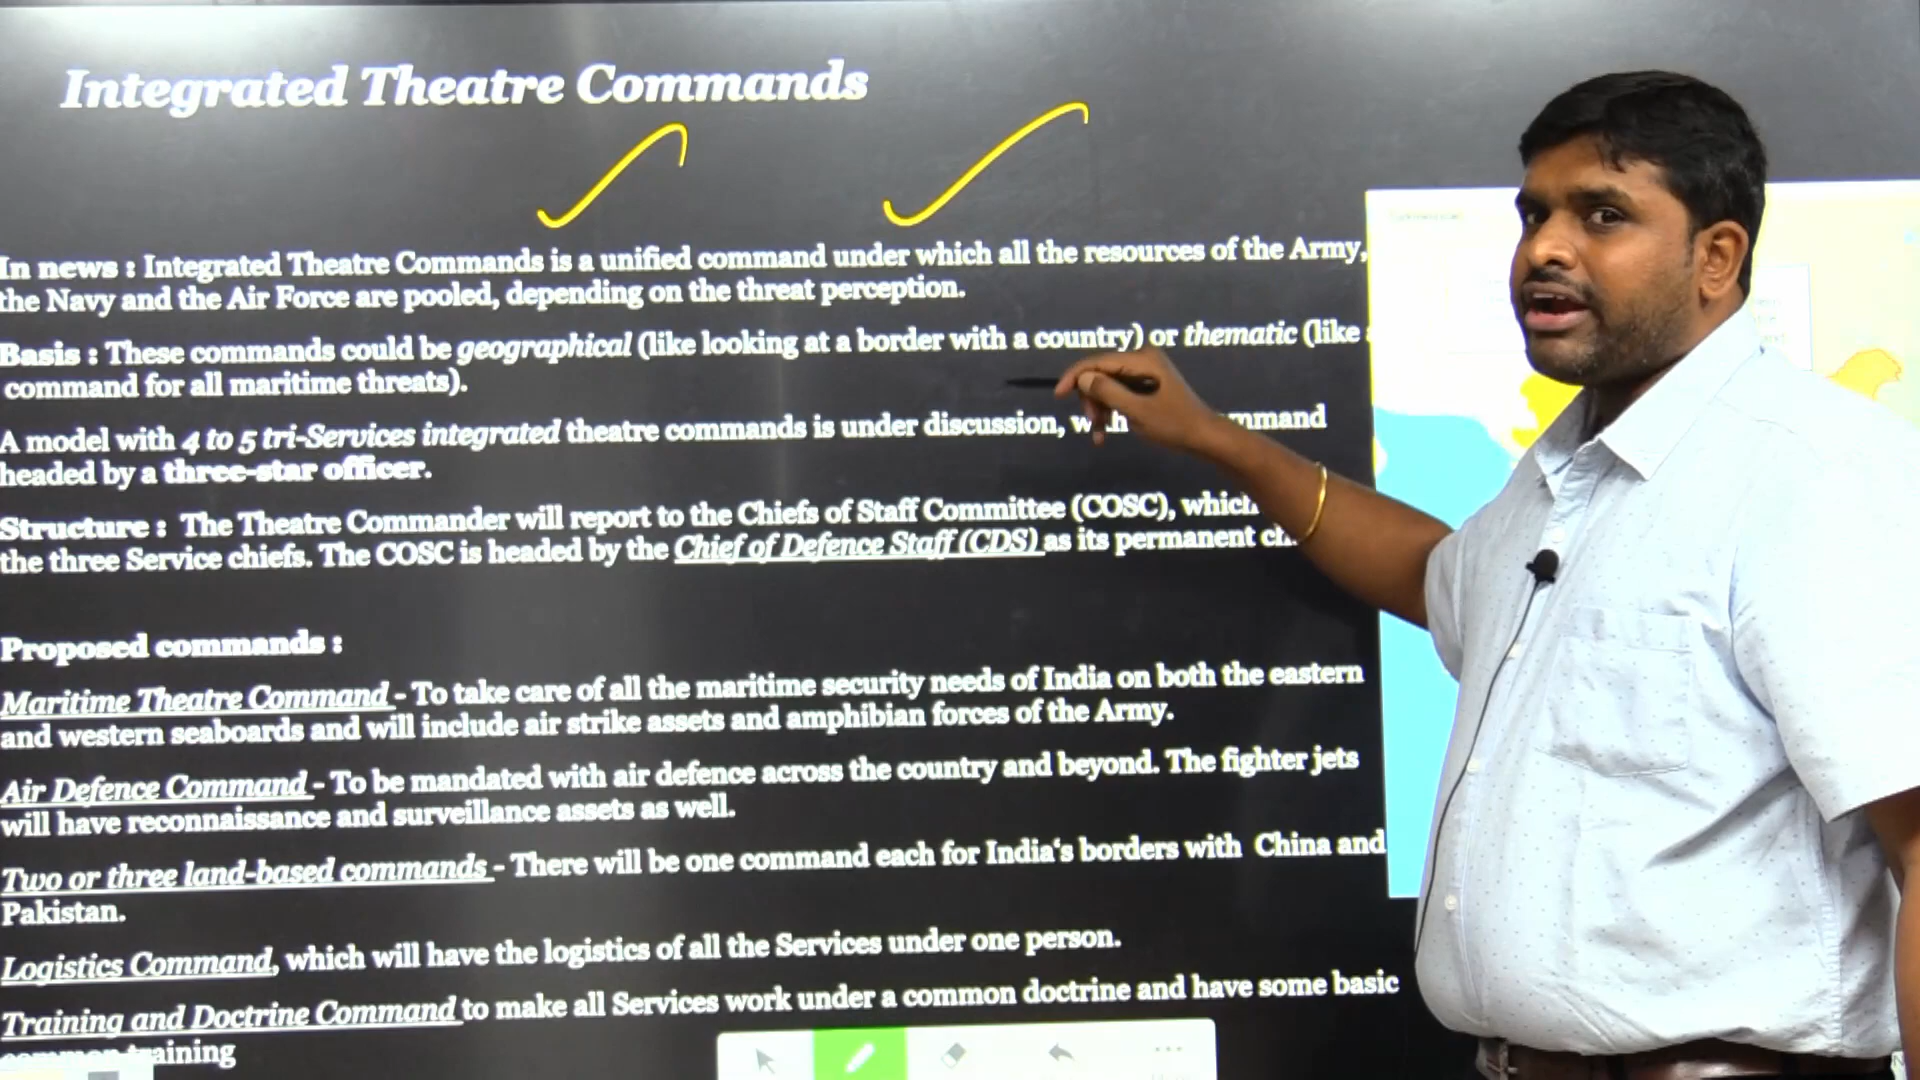 Integrated Theatre Commands
In news : Integrated Theatre Commands is a unified command under which all the resources of the Army,
the Navy and the Air Force are pooled, depending on the threat perception.
Basis : These commands could be geographical (like looking at a border with a country) or thematic (like
command for all maritime threats).
A model with 4 to 5 tri-Services integrated theatre commands is under discussion,
headed by a three-star officer.
Structure : The Theatre Commander will report to the Chiefs of Staff Committee (COSC), which
the three Service chiefs. The COSC is headed by the Chief of Defence Staff (CDS) as its permanent
Proposed commands :
Maritime Theatre Command - To take care of all the maritime security needs of India on both the eastern
and western seaboards and will include air strike assets and amphibian forces of the Army.
Air Defence Command - To be mandated with air defence across the country and beyond. The fighter jets
will have reconnaissance and surveillance assets as well.
Two or three land-based commands - There will be one command each for India's borders with China and
Pakistan.
Logistics Command, which will have the logistics of all the Services under one person.
Training and Doctrine Command to make all Services work under a common doctrine and have some basic
common training